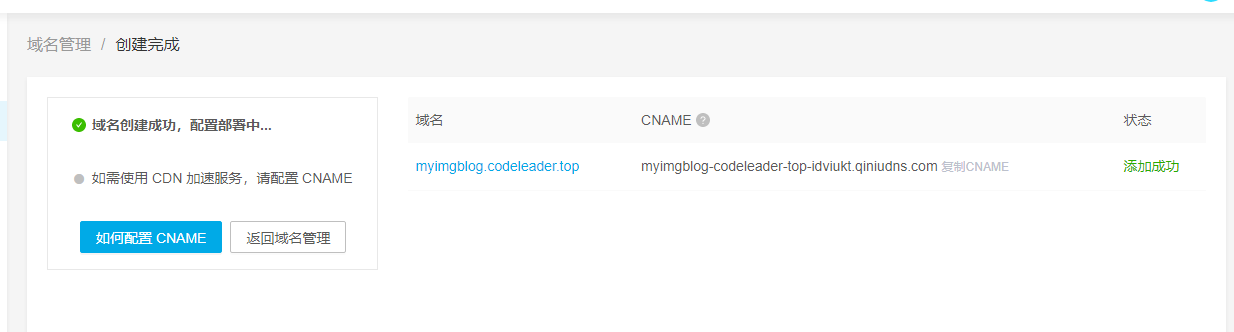 域名管理 / 创建完成
域名创建成功，配置部署中...
如需使用 CDN 加速服务，请配置 CNAME
如何配置 CNAME 返回域名管理
域名 CNAME ? 状态
myimgblog.codeleader.top myimgblog-codeleader-top-idviukt.qiniudns.com 复制CNAME 添加成功